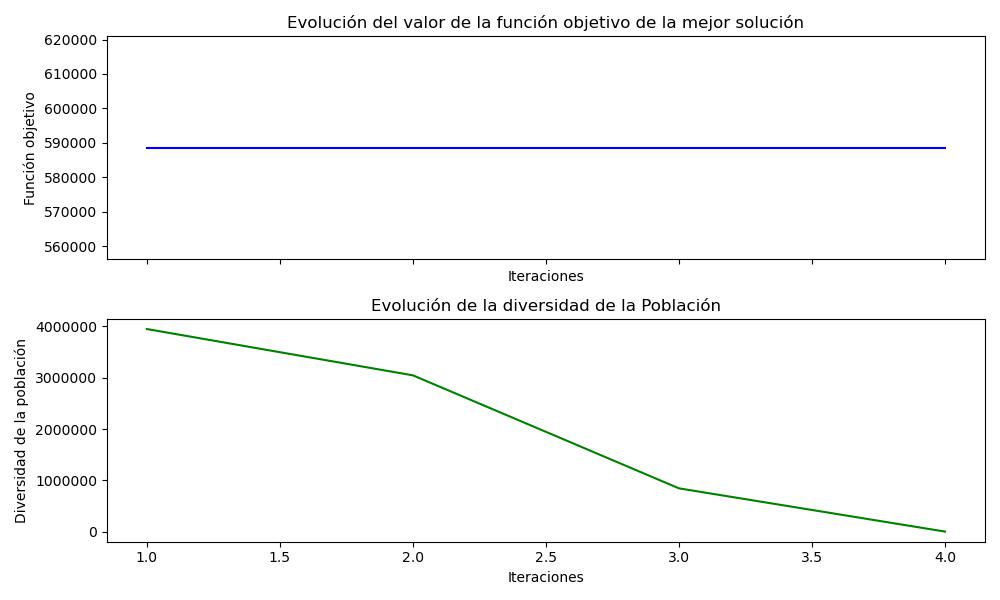 Evolución del valor de la función objetivo de la mejor solución
620000
610000
600000
590000
580000
570000
560000
Función objetivo
Iteraciones
Evolución de la diversidad de la Población
4000000
3000000
2000000
1000000
0
Diversidad de la población
1.0 1.5 2.0 2.5 3.0 3.5 4.0
Iteraciones